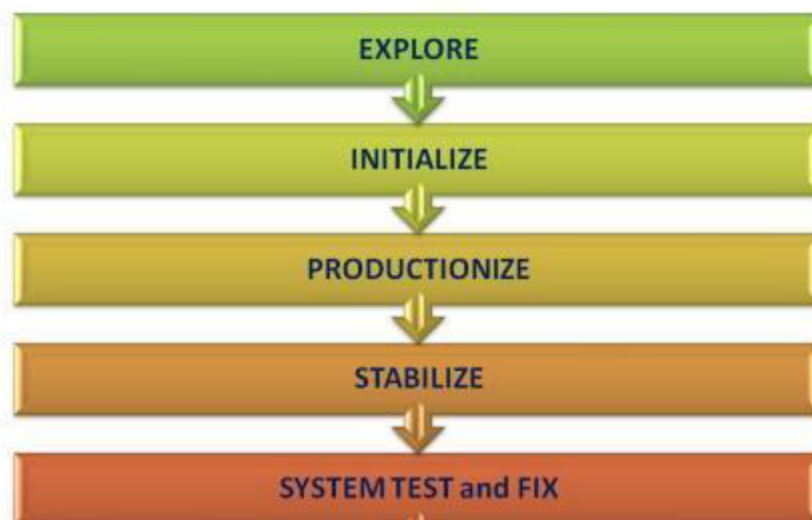 EXPLORE
INITIALIZE
PRODUCTIONIZE
STABILIZE
SYSTEM TEST and FIX